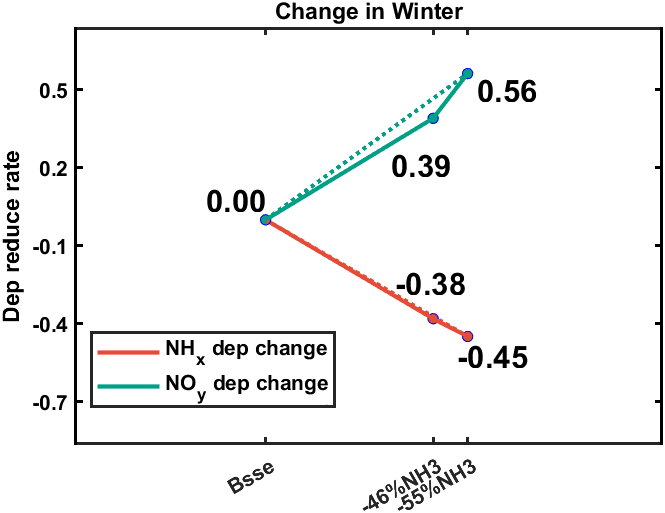 Change in Winter
Dep reduce rate
0.5
0.2
-0.1
-0.4
-0.7
0.00
0.39
0.56
-0.38
-0.45
NHx dep change
NOy dep change
Bsse
-46%NH3
-55%NH3